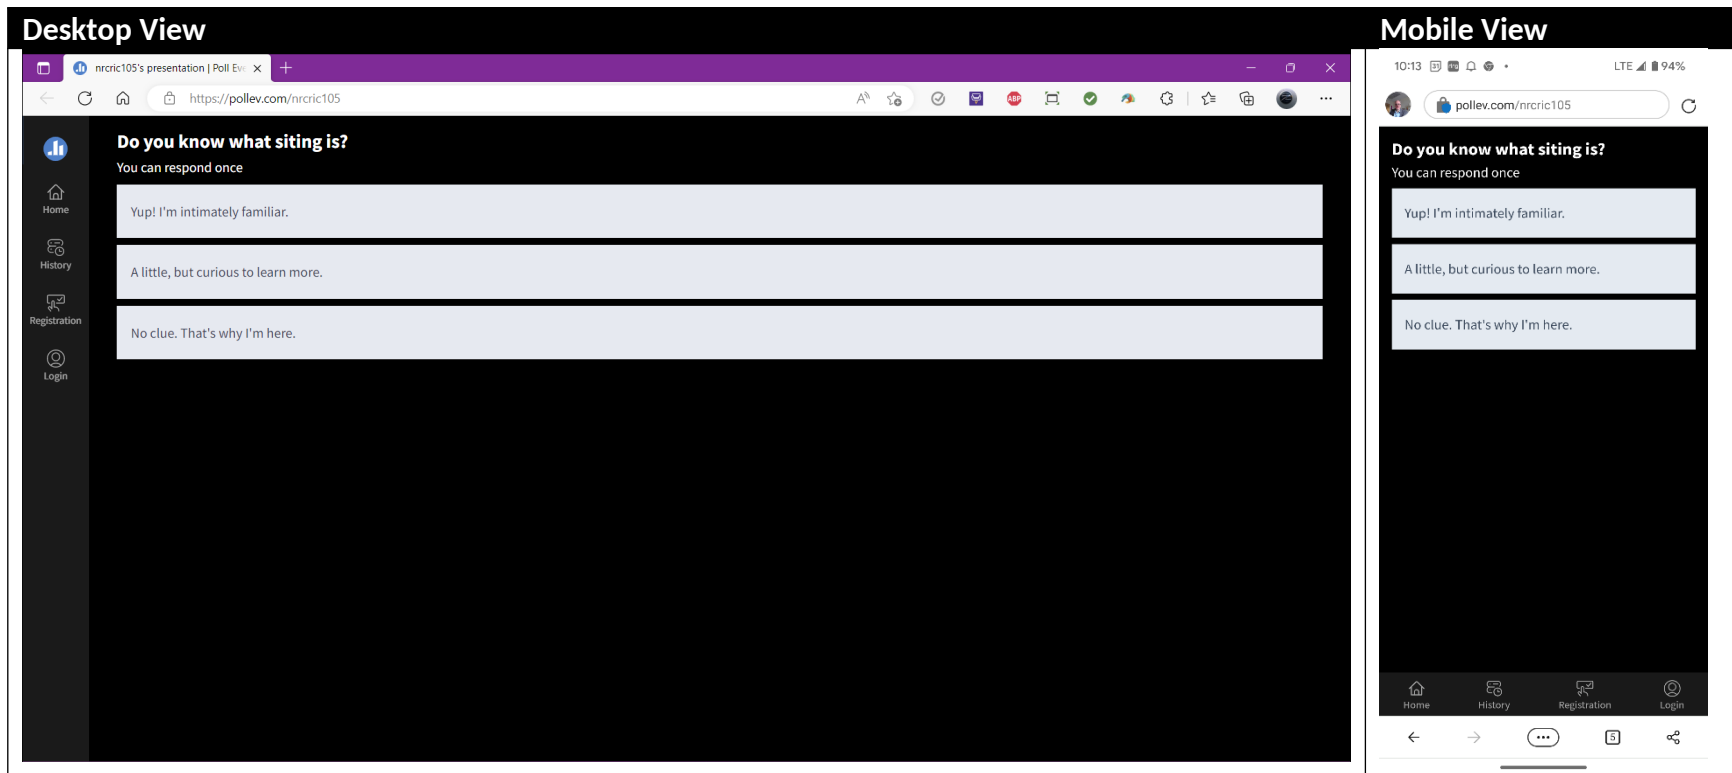 Desktop View
nrcric105's presentation | Poll Eve
https://pollev.com/nrcric105
A
ABP
Home
History
Registration
Login
Do you know what siting is?
You can respond once
Yup! I'm intimately familiar.
A little, but curious to learn more.
No clue. That's why I'm here.
Mobile View
10:13 31 LTE 94%
pollev.com/nrcric105
Do you know what siting is?
You can respond once
Yup! I'm intimately familiar.
A little, but curious to learn more.
No clue. That's why I'm here.
Home History Registration Login
5